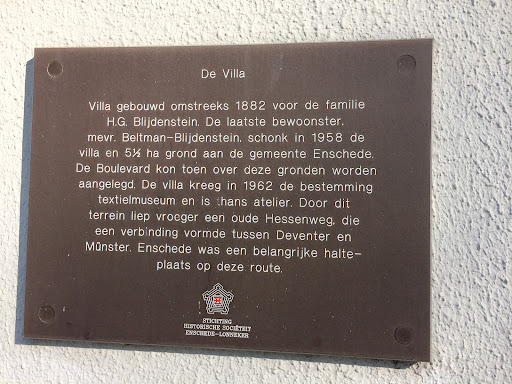 De Villa
Villa gebouwd omstreeks 1882 voor de familie
H.G. Blijdenstein. De laatste bewoonster,
mevr. Beltman-Blijdenstein, schonk in 1958 de
villa en 5½ ha grond aan de gemeente Enschede.
De Boulevard kon toen over deze gronden worden
aangelegd. De villa kreeg in 1962 de bestemming
textielmuseum en is thans atelier. Door dit
terrein liep vroeger een oude Hessenweg, die
een verbinding vormde tussen Deventer en
Münster. Enschede was een belangrijke halte-
plaats op deze route.
STICHTING
HISTORISCHE SOCIËTEIT
ENSCHEDE-LONNEKER